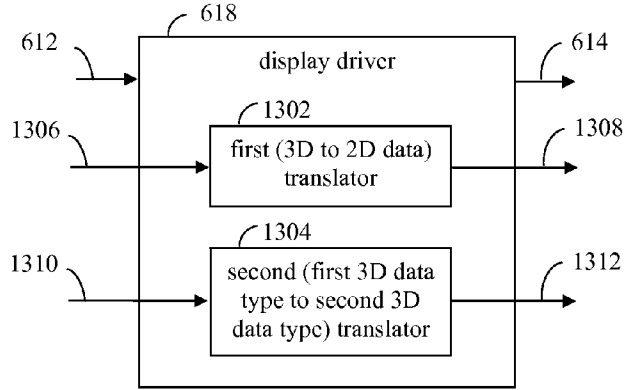 618
612
614
display driver
1302
1306
1308
first (3D to 2D data)
translator
1304
1310
1312
second (first 3D data
type to second 3D
data type) translator